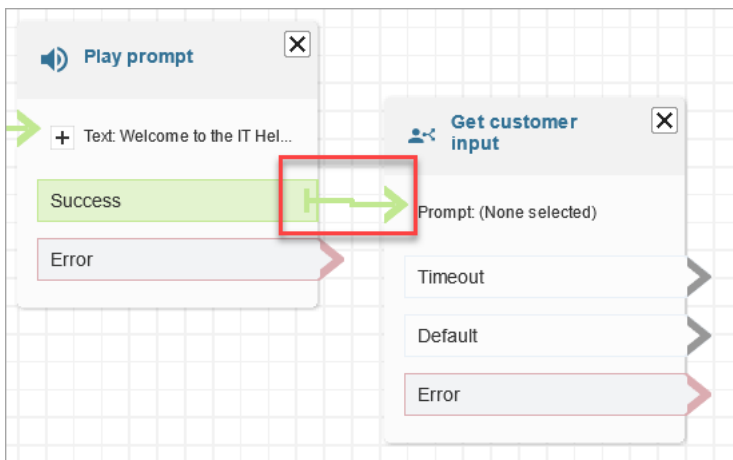 Play prompt
Text: Welcome to the IT Hel...
Success
Error
Get customer
input
Prompt: (None selected)
Timeout
Default
Error